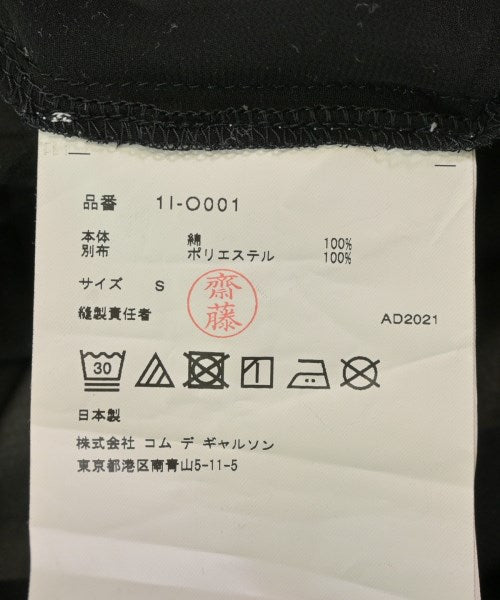 品番 1I-O001
本体 綿 100%
別布 ポリエステル 100%
サイズ S
縫製責任者 齋藤 AD2021
30
日本製
株式会社 コム デ ギャルソン
東京都港区南青山5-11-5